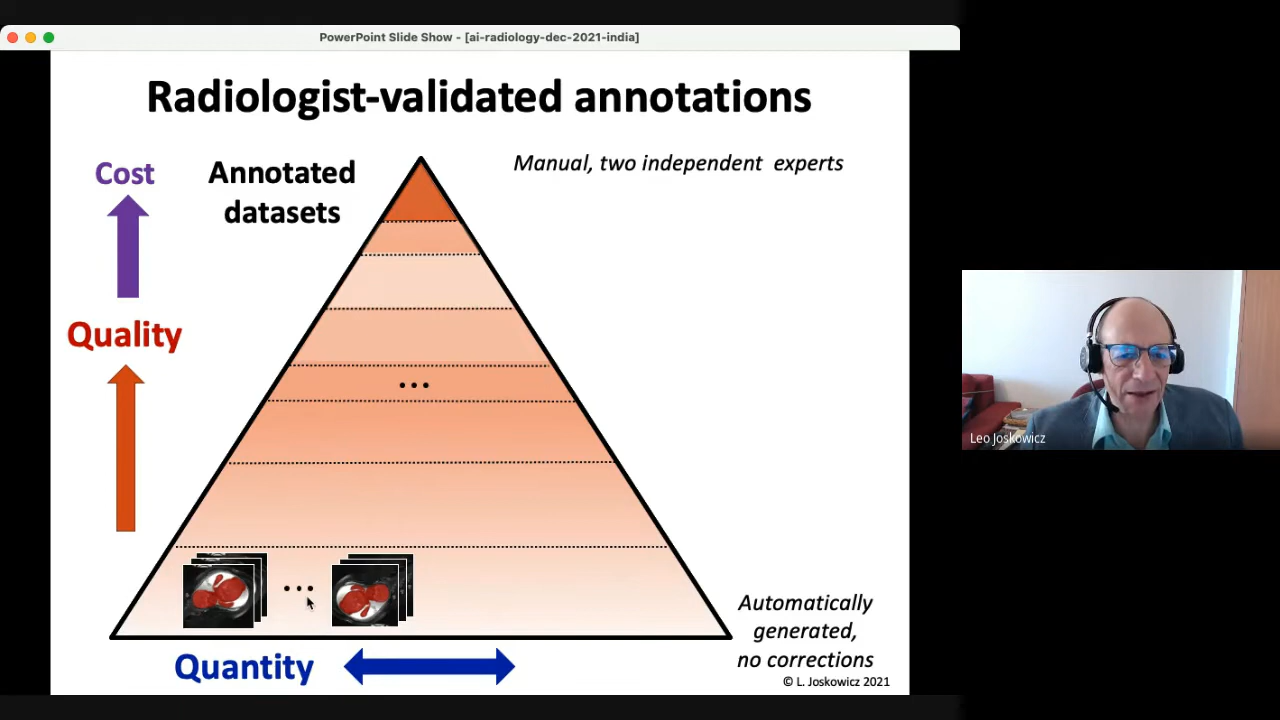 PowerPoint Slide Show - [ai-radiology-dec-2021-india]
Radiologist-validated annotations
Cost
Annotated
datasets
Manual, two independent experts
Quality
...
...
Automatically
generated,
no corrections
Quantity
© L. Joskowicz 2021
Leo Joskowicz